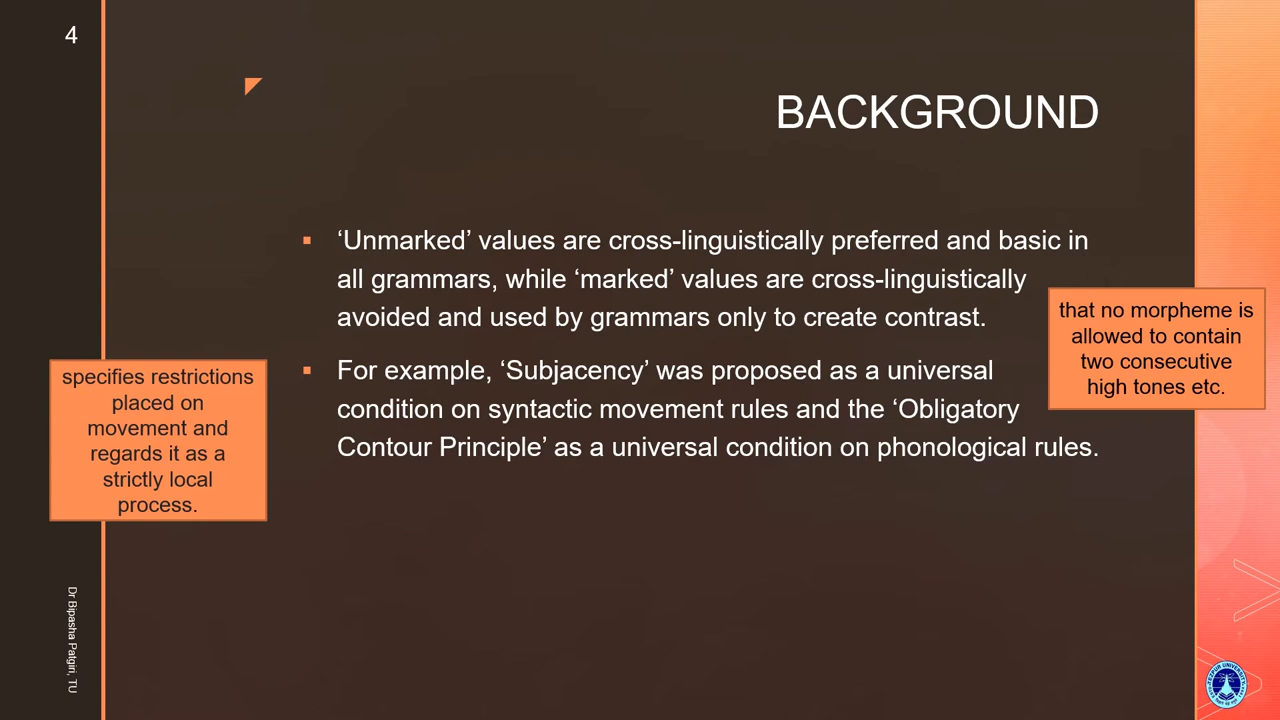 4
BACKGROUND
▪ ‘Unmarked’ values are cross-linguistically preferred and basic in
all grammars, while ‘marked’ values are cross-linguistically
avoided and used by grammars only to create contrast.
▪ For example, ‘Subjacency’ was proposed as a universal
condition on syntactic movement rules and the ‘Obligatory
Contour Principle’ as a universal condition on phonological rules.
that no morpheme is
allowed to contain
two consecutive
high tones etc.
specifies restrictions
placed on
movement and
regards it as a
strictly local
process.
Dr Bipasha Patgiri, TU